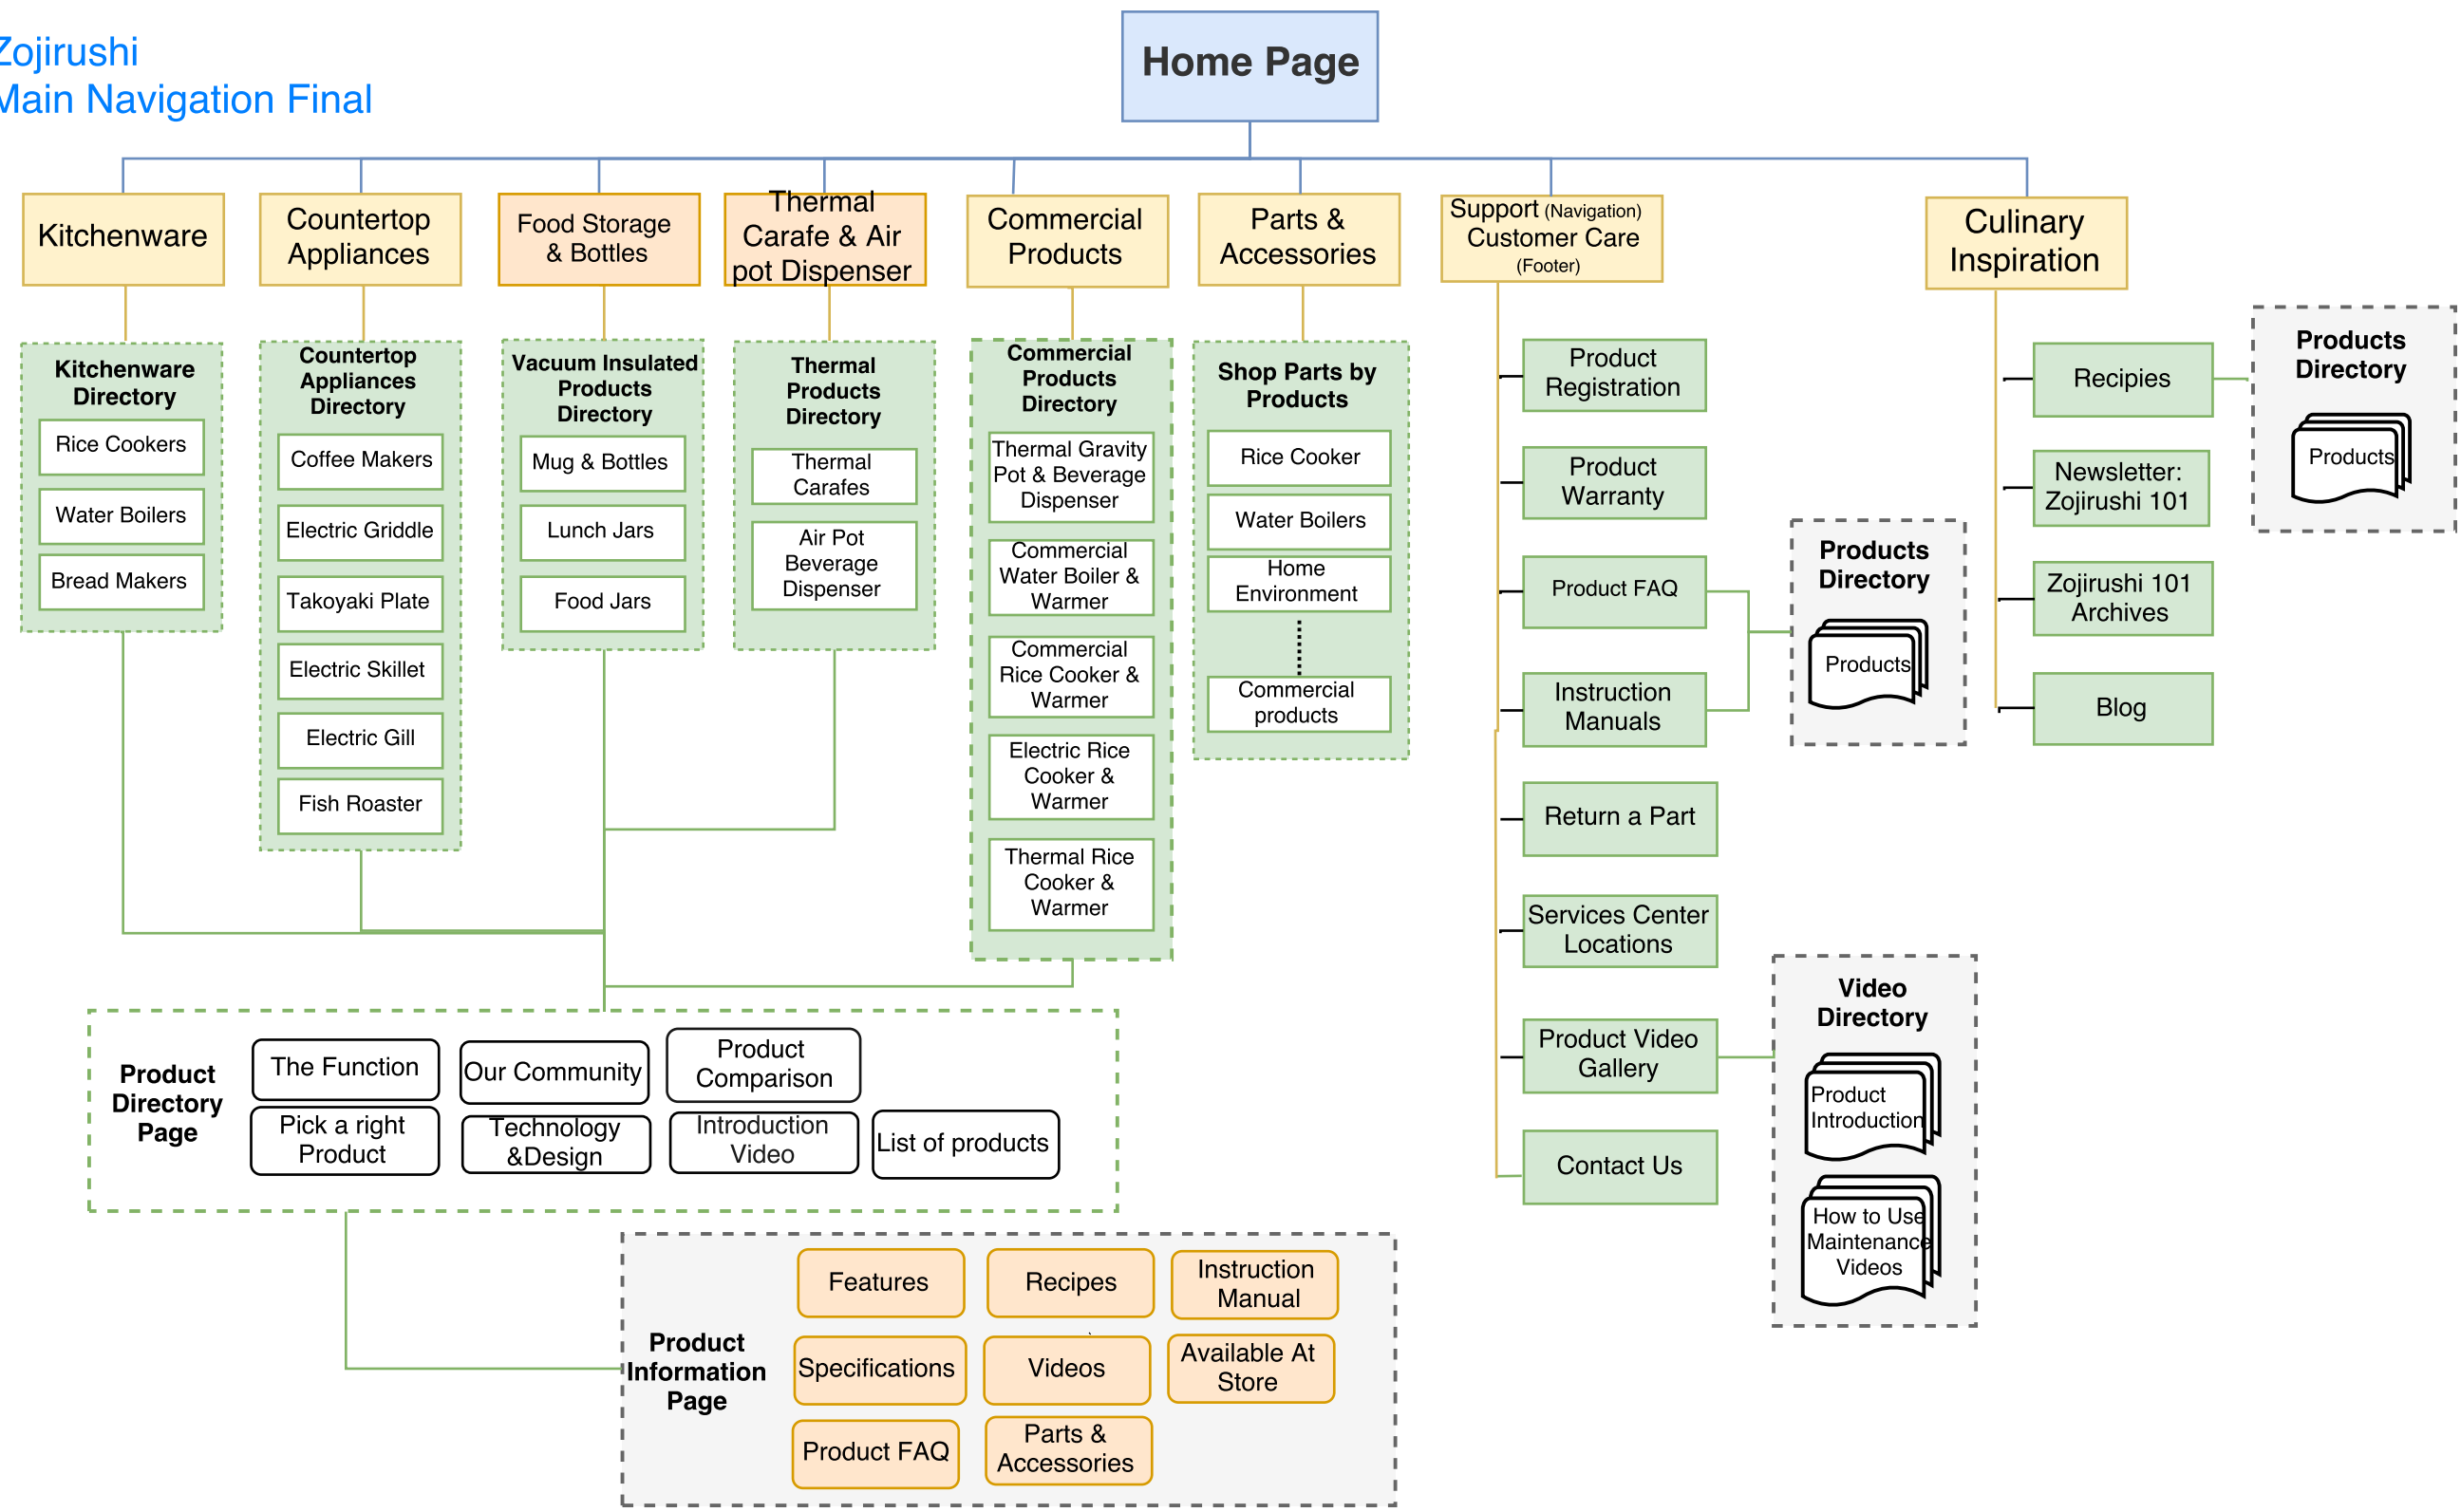 Zojirushi
Main Navigation Final
Home Page
Kitchenware
Countertop
Appliances
Food Storage
& Bottles
Thermal
Carafe & Air
pot Dispenser
Commercial
Products
Parts &
Accessories
Support (Navigation)
Customer Care
(Footer)
Culinary
Inspiration
Kitchenware
Directory
Rice Cookers
Water Boilers
Bread Makers
Countertop
Appliances
Directory
Coffee Makers
Electric Griddle
Takoyaki Plate
Electric Skillet
Electric Gill
Fish Roaster
Vacuum Insulated
Products
Directory
Mug & Bottles
Lunch Jars
Food Jars
Thermal
Products
Directory
Thermal
Carafes
Air Pot
Beverage
Dispenser
Commercial
Products
Directory
Thermal Gravity
Pot & Beverage
Dispenser
Commercial
Water Boiler &
Warmer
Commercial
Rice Cooker &
Warmer
Electric Rice
Cooker &
Warmer
Thermal Rice
Cooker &
Warmer
Shop Parts by
Products
Rice Cooker
Water Boilers
Home
Environment
Commercial
products
Product
Registration
Product
Warranty
Product FAQ
Instruction
Manuals
Return a Part
Services Center
Locations
Product Video
Gallery
Contact Us
Products
Directory
Products
Video
Directory
Product
Introduction
How to Use
Maintenance
Videos
Recipies
Newsletter:
Zojirushi 101
Zojirushi 101
Archives
Blog
Products
Directory
Products
Product
Directory
Page
The Function
Our Community
Product
Comparison
Pick a right
Product
Technology
&Design
Introduction
Video
List of products
Product
Information
Page
Features
Recipes
Instruction
Manual
Specifications
Videos
Available At
Store
Product FAQ
Parts &
Accessories